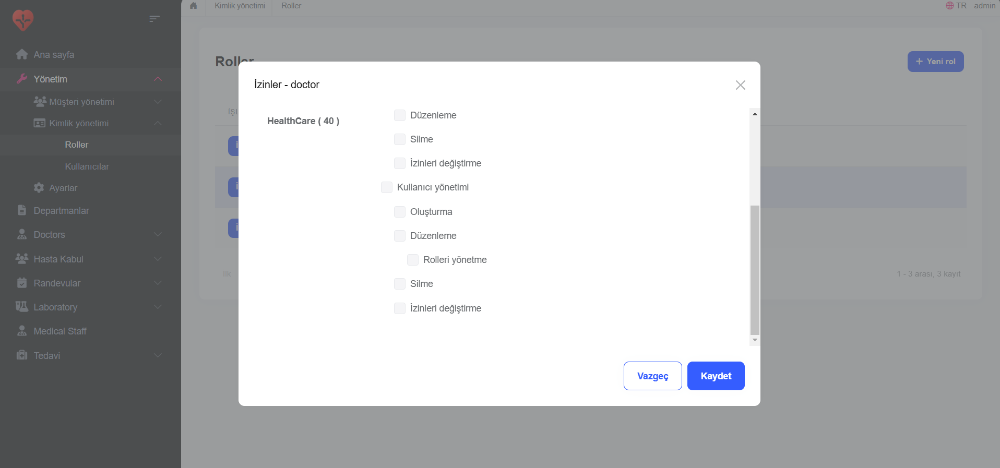 Kimlik yönetimi
Roller
TR
admin
Ana sayfa
Yönetim
Müşteri yönetimi
Kimlik yönetimi
Roller
Kullanıcılar
Ayarlar
Departmanlar
Doctors
Hasta Kabul
Randevular
Laboratory
Medical Staff
Tedavi
Roller
+ Yeni rol
İlk
1 - 3 arası, 3 kayıt
İzinler - doctor
HealthCare ( 40 )
Düzenleme
Silme
İzinleri değiştirme
Kullanıcı yönetimi
Oluşturma
Düzenleme
Rolleri yönetme
Silme
İzinleri değiştirme
Vazgeç
Kaydet